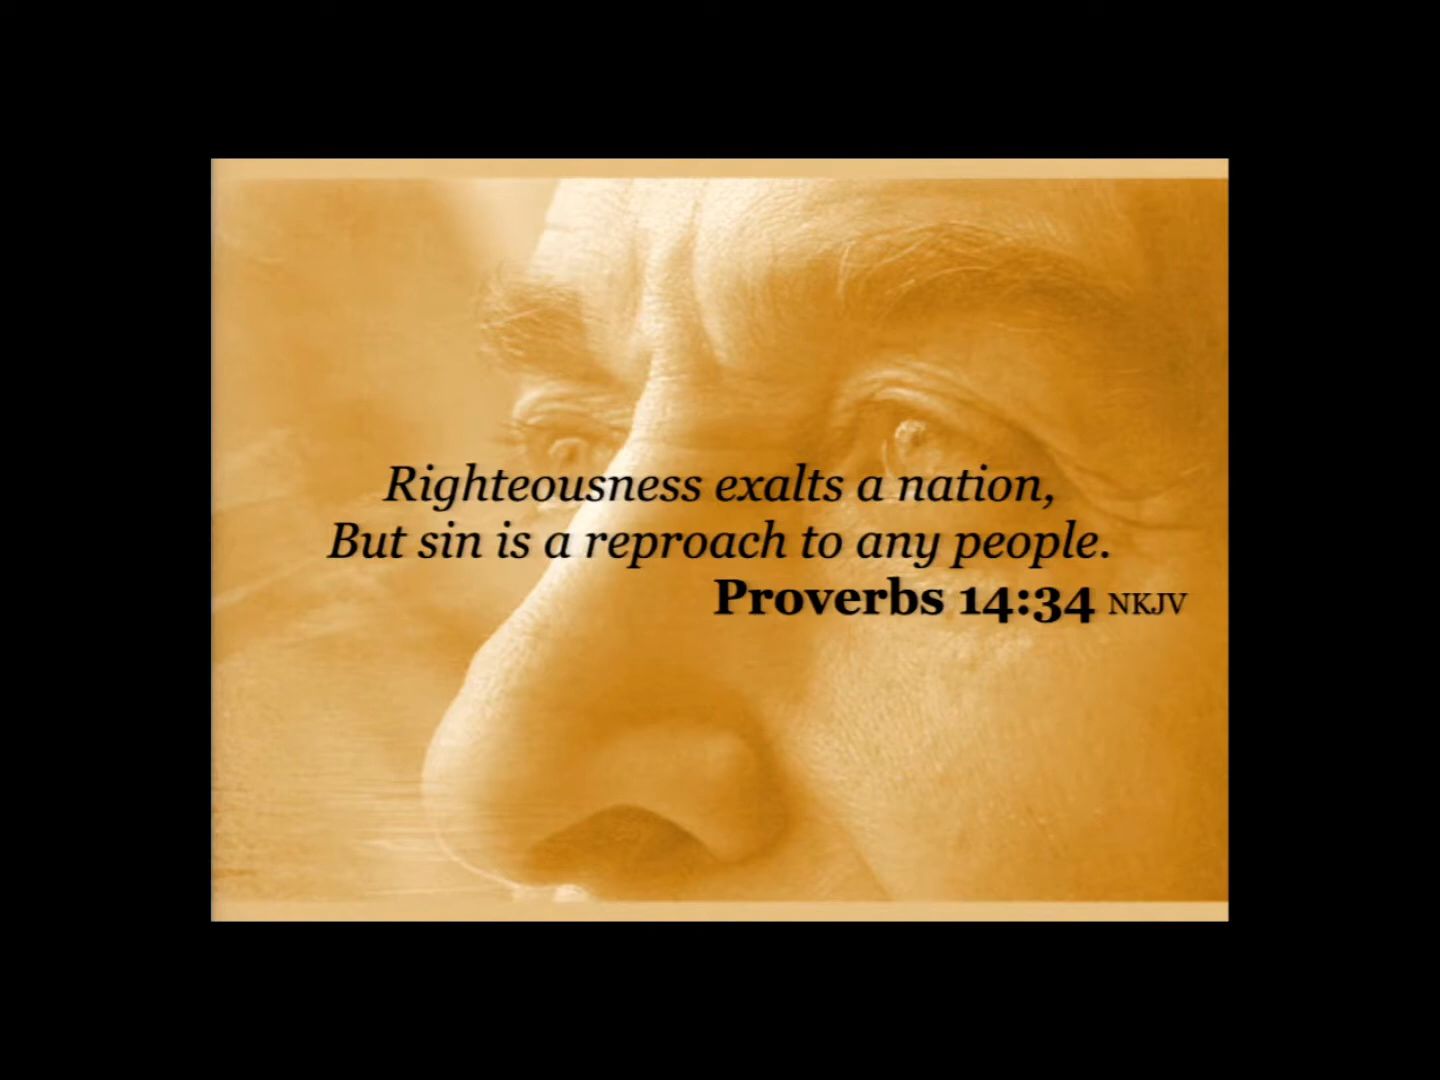 Righteousness exalts a nation,
But sin is a reproach to any people.
Proverbs 14:34 NKJV